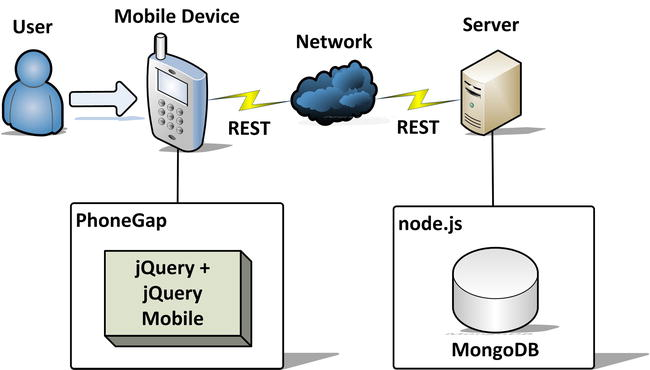 User
Mobile Device
Network
Server
REST
REST
PhoneGap
jQuery +
jQuery
Mobile
node.js
MongoDB